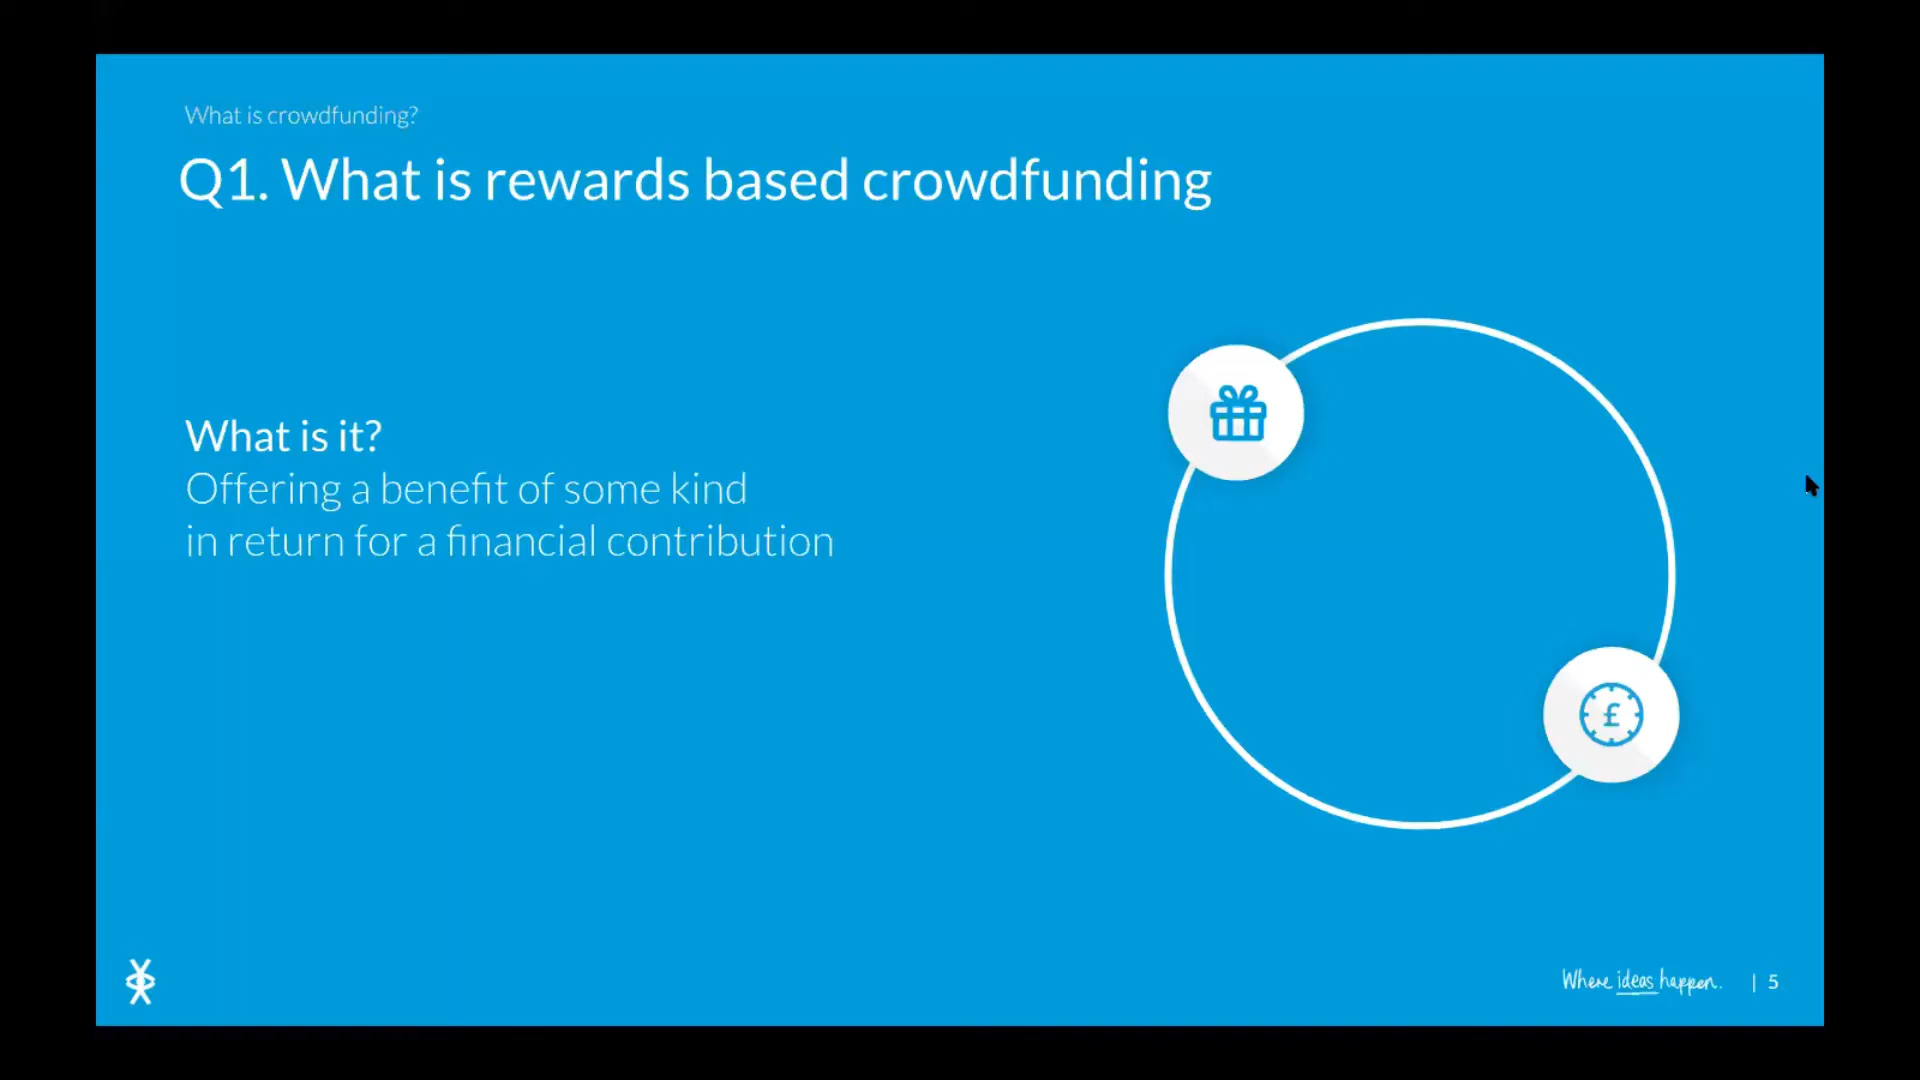 What is crowdfunding?
Q1. What is rewards based crowdfunding
What is it?
Offering a benefit of some kind
in return for a financial contribution
£
Where ideas happen. | 5